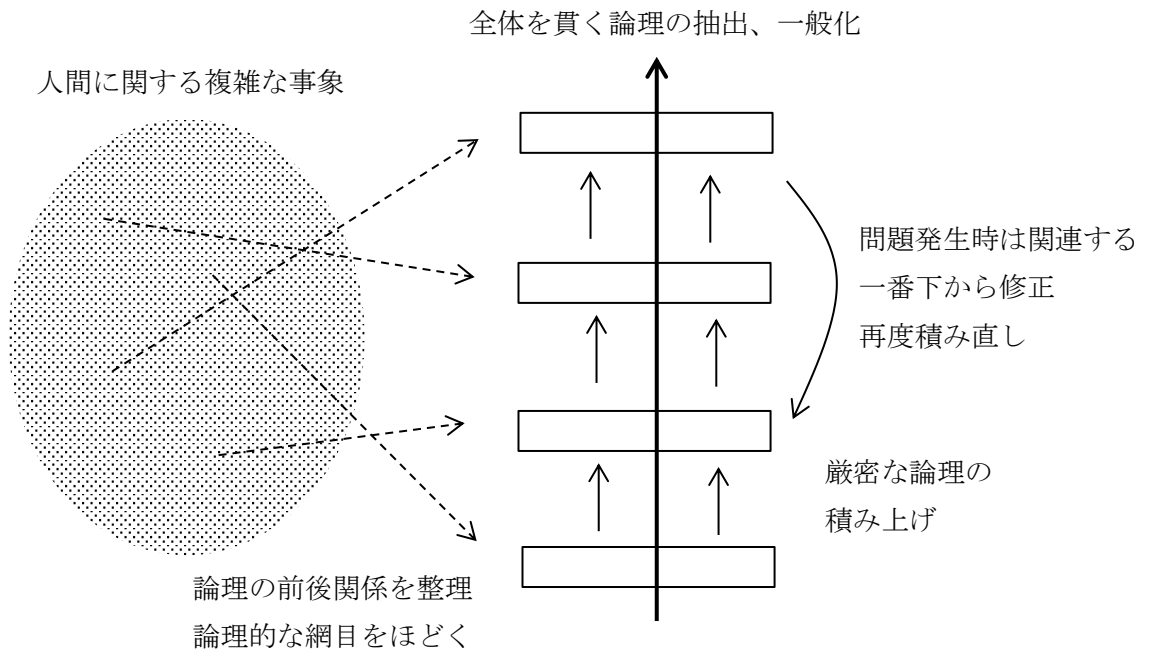 全体を貫く論理の抽出、一般化
人間に関する複雑な事象
問題発生時は関連する
一番下から修正
再度積み直し
厳密な論理の
積み上げ
論理の前後関係を整理
論理的な網目をほどく